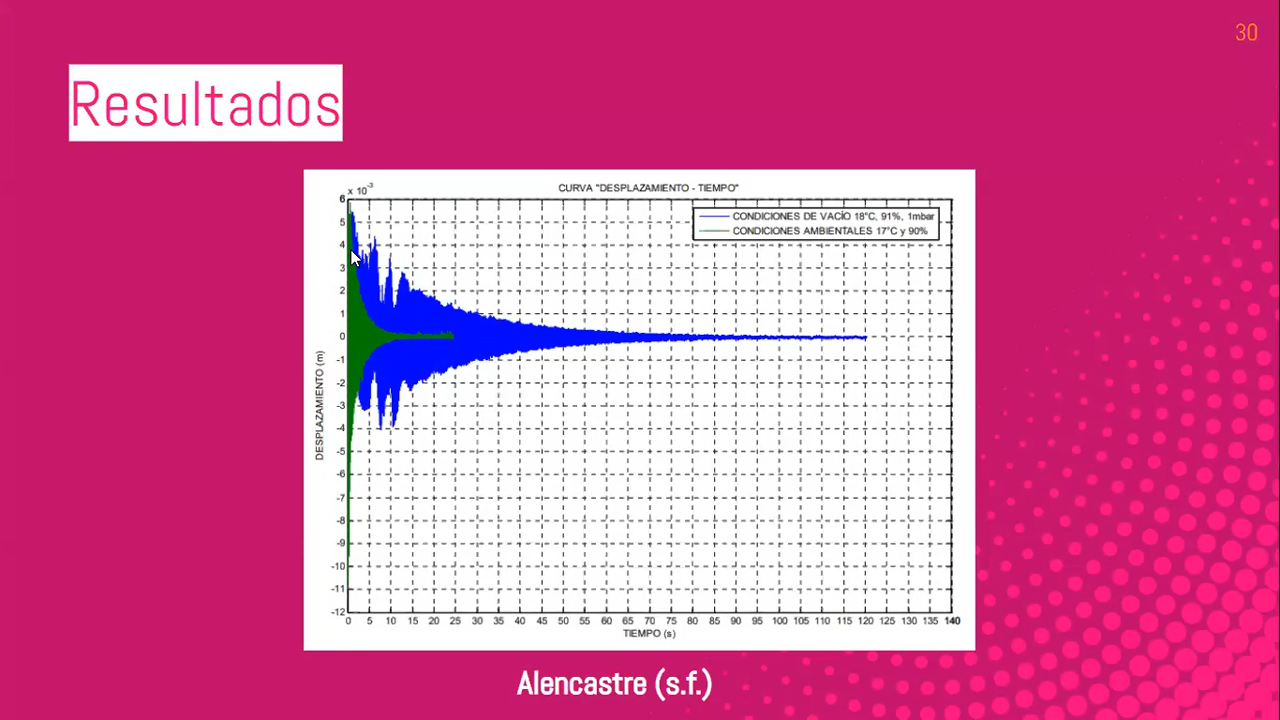 30
Resultados
x 10^-3
CURVA "DESPLAZAMIENTO - TIEMPO"
CONDICIONES DE VACÍO 18°C, 91%, 1mbar
CONDICIONES AMBIENTALES 17°C y 90%
6
5
4
3
2
1
0
-1
-2
-3
-4
-5
-6
-7
-8
-9
-10
-11
-12
DESPLAZAMIENTO (m)
0 5 10 15 20 25 30 35 40 45 50 55 60 65 70 75 80 85 90 95 100 105 110 115 120 125 130 135 140
TIEMPO (s)
Alencastre (s.f.)